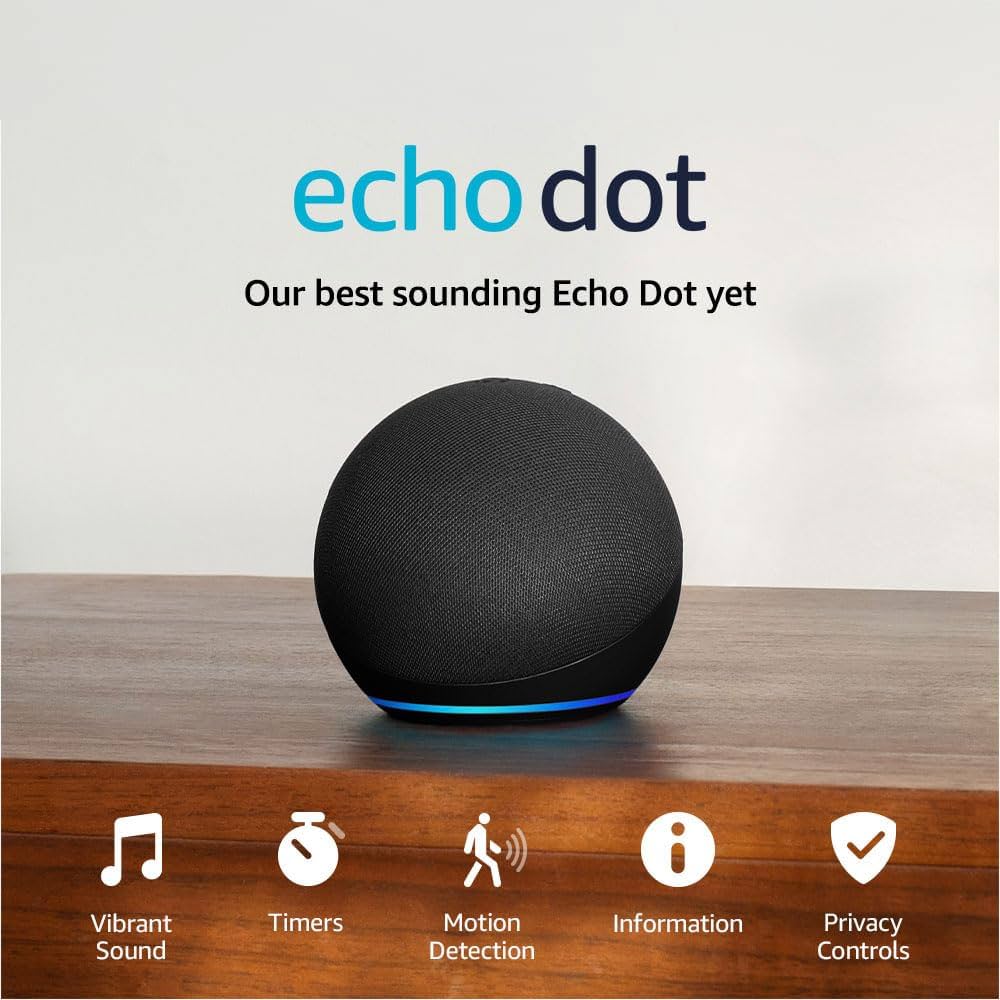 echo dot
Our best sounding Echo Dot yet
Vibrant
Sound
Timers
Motion
Detection
Information
Privacy
Controls